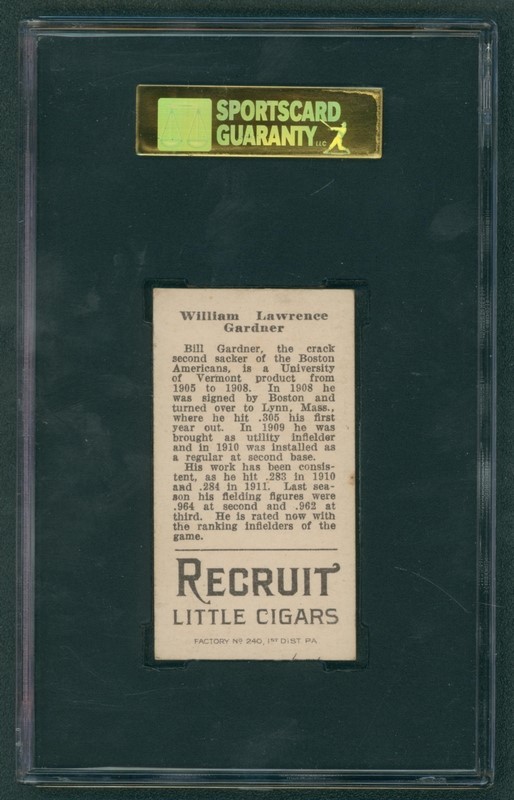 SPORTSCARD
GUARANTY LLC
William Lawrence
Gardner
Bill Gardner, the crack
second sacker of the Boston
Americans, is a University
of Vermont product from
1905 to 1908. In 1908 he
was signed by Boston and
turned over to Lynn, Mass.,
where he hit .305 his first
year out. In 1909 he was
brought as utility infielder
and in 1910 was installed as
a regular at second base.
His work has been consis-
tent, as he hit .283 in 1910
and .284 in 1911. Last sea-
son his fielding figures were
.964 at second and .962 at
third. He is rated now with
the ranking infielders of the
game.
RECRUIT
LITTLE CIGARS
FACTORY No 240, 1ST DIST. PA.